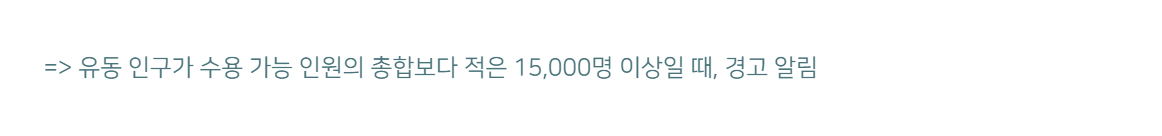 => 유동 인구가 수용 가능 인원의 총합보다 적은 15,000명 이상일 때, 경고 알림